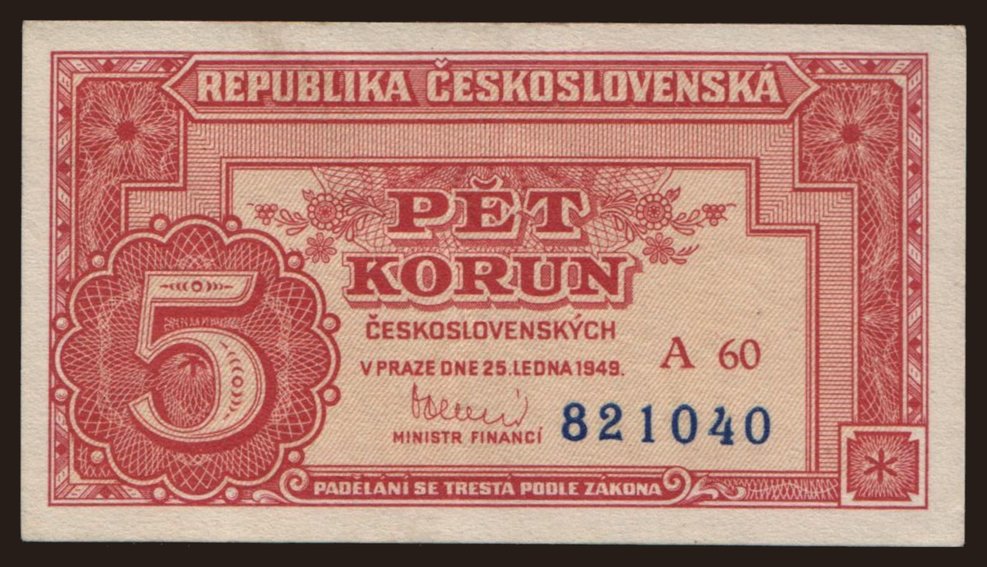 REPUBLIKA ČESKOSLOVENSKÁ
PĚT
KORUN
5
ČESKOSLOVENSKÝCH
V PRAZE DNE 25. LEDNA 1949.
A 60
MINISTR FINANCÍ
821040
PADĚLÁNÍ SE TRESTÁ PODLE ZÁKONA